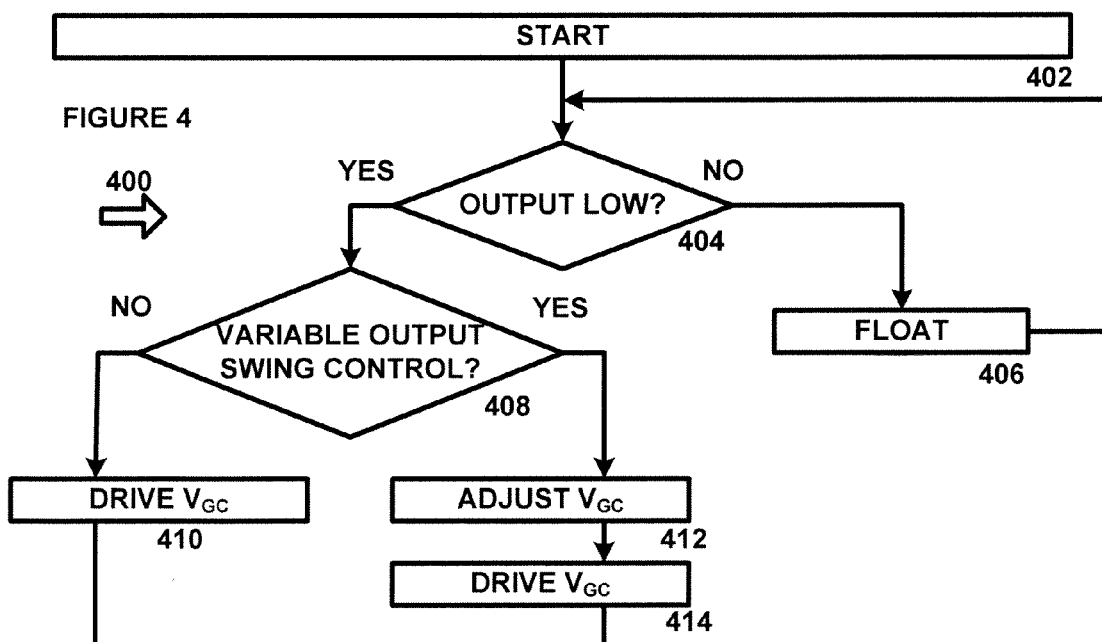 START
402
FIGURE 4
400
YES
NO
OUTPUT LOW?
404
NO
YES
VARIABLE OUTPUT
SWING CONTROL?
408
FLOAT
406
DRIVE VGC
410
ADJUST VGC
412
DRIVE VGC
414